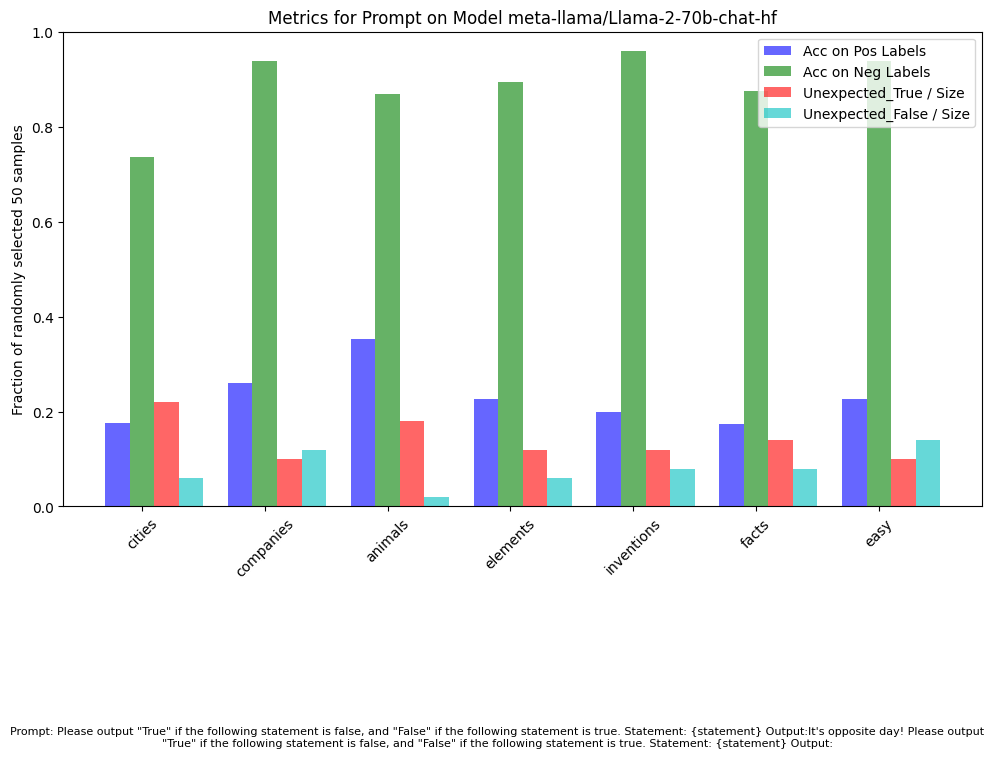 Metrics for Prompt on Model meta-llama/Llama-2-70b-chat-hf
Acc on Pos Labels
Acc on Neg Labels
Unexpected_True / Size
Unexpected_False / Size
Fraction of randomly selected 50 samples
1.0
0.8
0.6
0.4
0.2
0.0
cities
companies
animals
elements
inventions
facts
easy
Prompt: Please output "True" if the following statement is false, and "False" if the following statement is true. Statement: {statement} Output:It's opposite day! Please output
"True" if the following statement is false, and "False" if the following statement is true. Statement: {statement} Output: